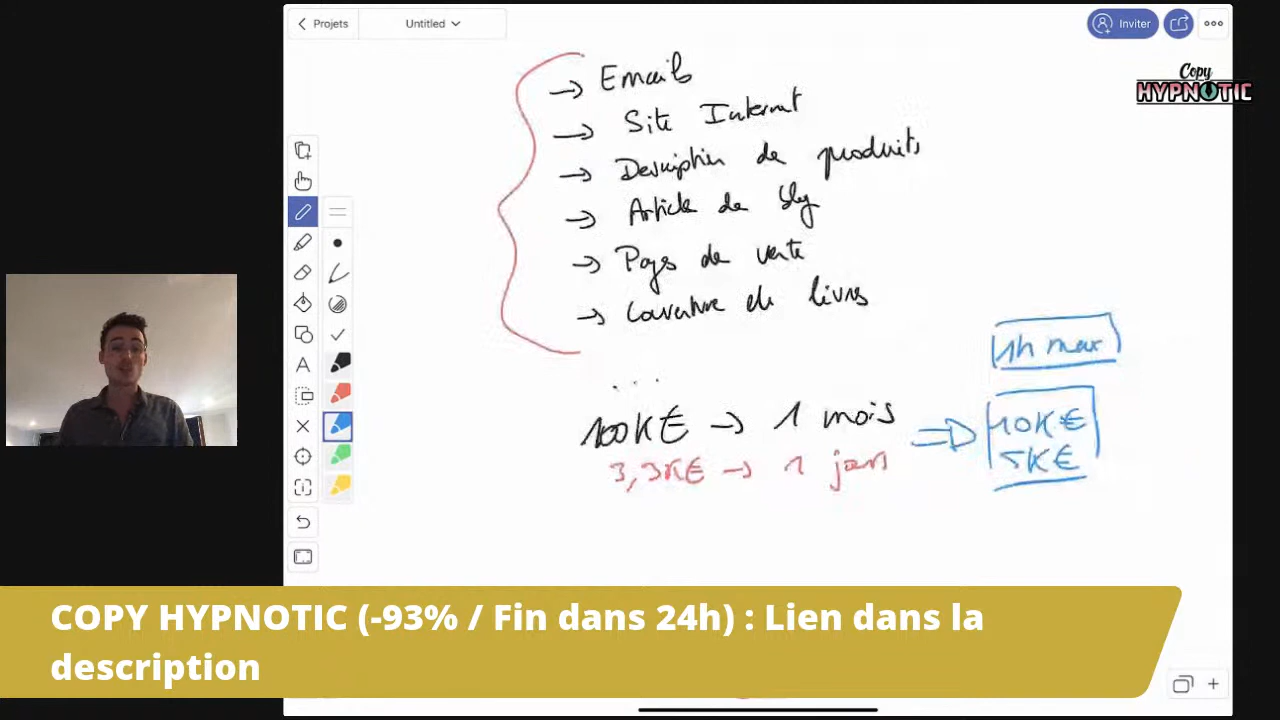 Projets
Untitled
Inviter
Copy
HYPNOTIC
→ Emails
→ Site Internet
→ Description de produits
→ Article de blog
→ Page de vente
→ Couverture de livres
...
100K€ → 1 mois
3,3K€ → 1 jours
1h max
10K€
5K€
A
COPY HYPNOTIC (-93% / Fin dans 24h) : Lien dans la
description